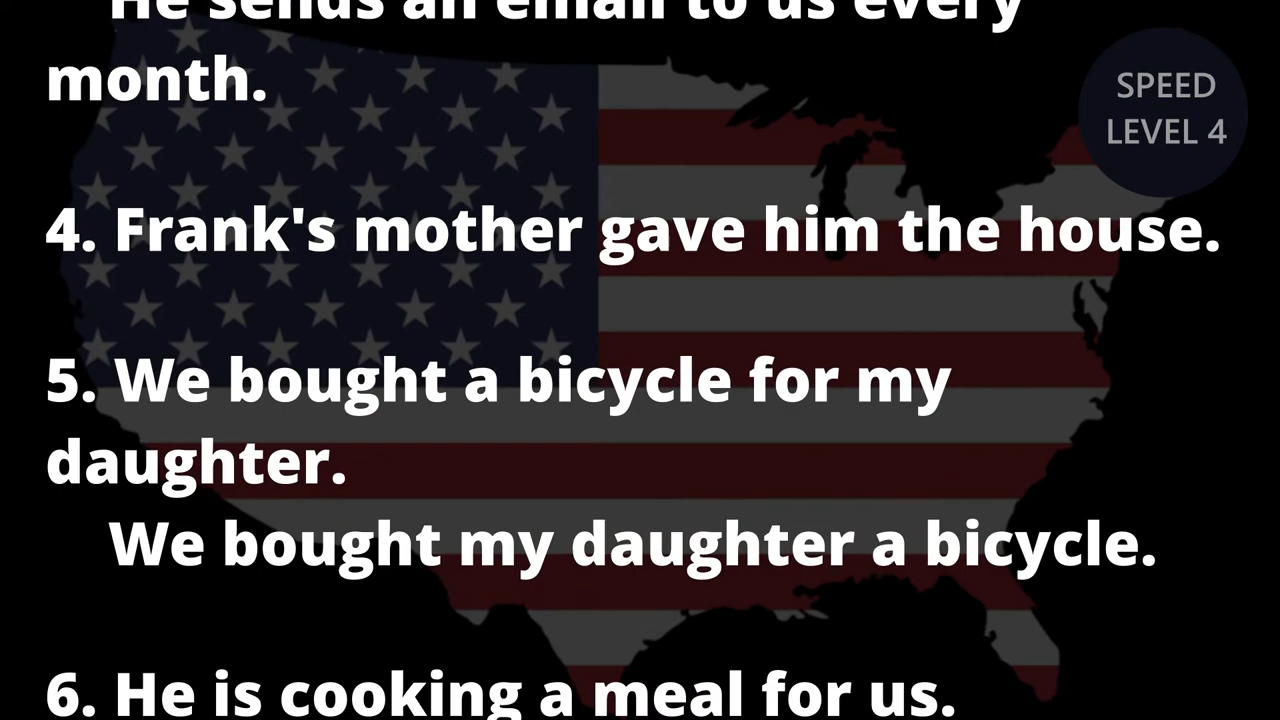 He sends an email to us every
month.
SPEED
LEVEL 4
4. Frank's mother gave him the house.
5. We bought a bicycle for my
daughter.
We bought my daughter a bicycle.
6. He is cooking a meal for us.